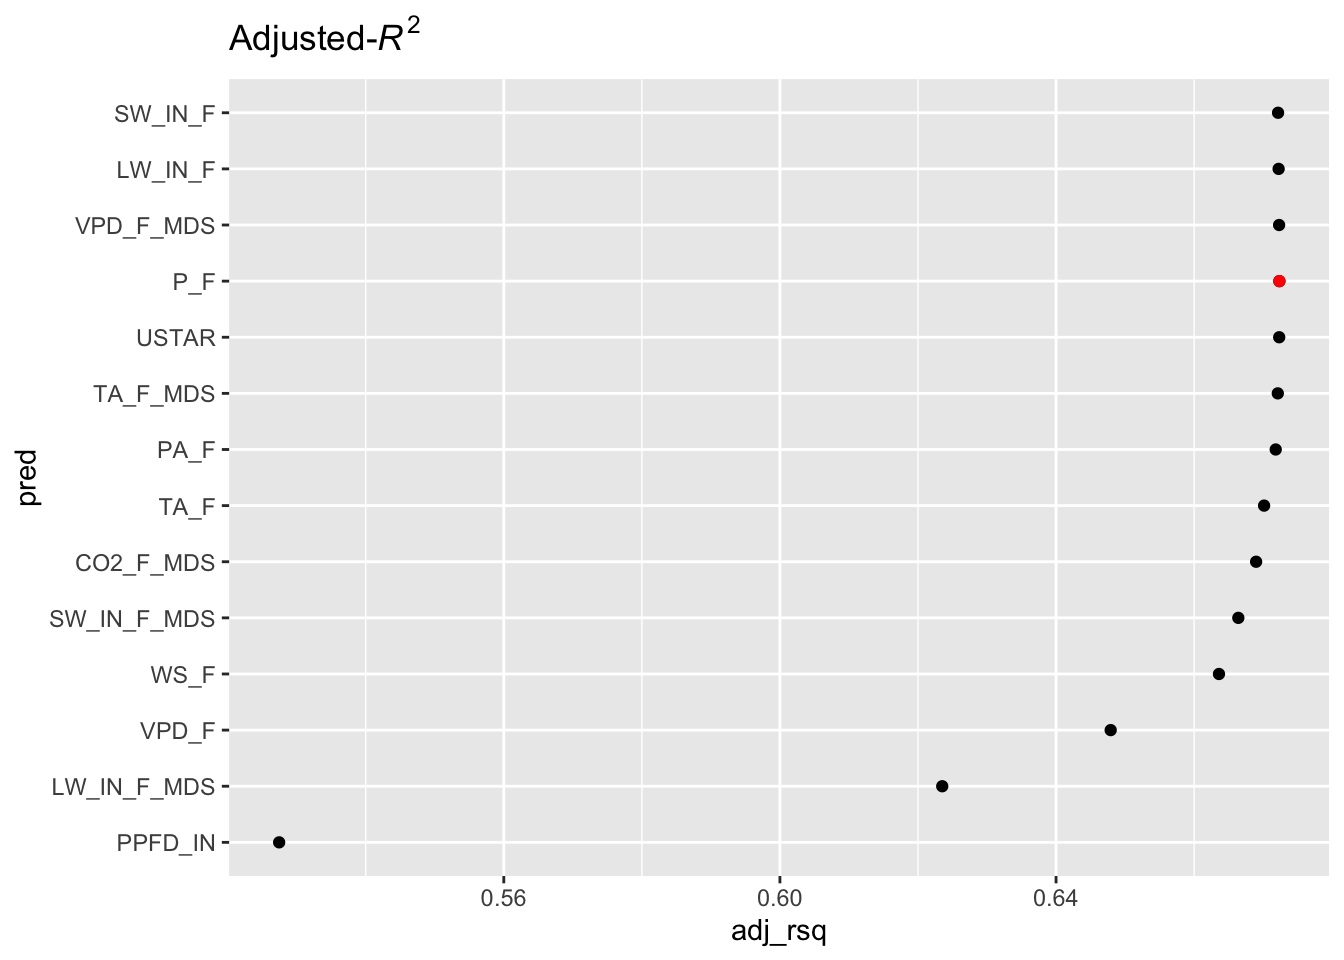 Adjusted-R²
SW_IN_F
LW_IN_F
VPD_F_MDS
P_F
USTAR
TA_F_MDS
PA_F
TA_F
CO2_F_MDS
SW_IN_F_MDS
WS_F
VPD_F
LW_IN_F_MDS
PPFD_IN
pred
0.56 0.60 0.64
adj_rsq